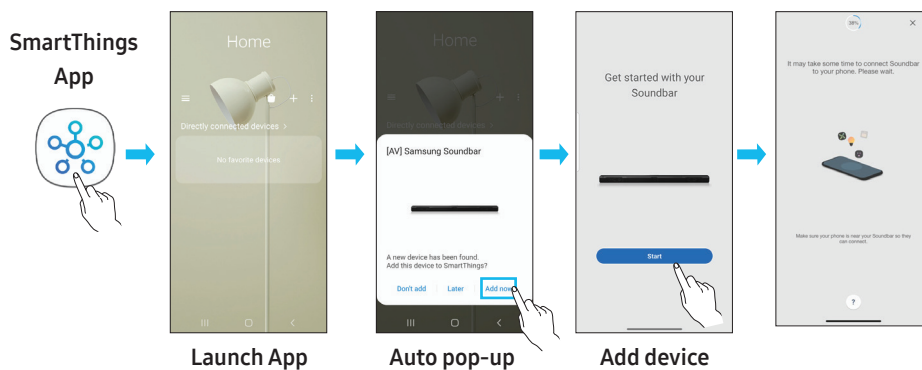 SmartThings
App
Home
Directly connected devices >
No favorite devices
Launch App
Home
Directly connected devices >
[AV] Samsung Soundbar
A new device has been found.
Add this device to SmartThings?
Don't add
Later
Add now
Auto pop-up
Get started with your
Soundbar
Start
Add device
38%
It may take some time to connect Soundbar
to your phone. Please wait.
Make sure your phone is near your Soundbar so they
can connect.
?